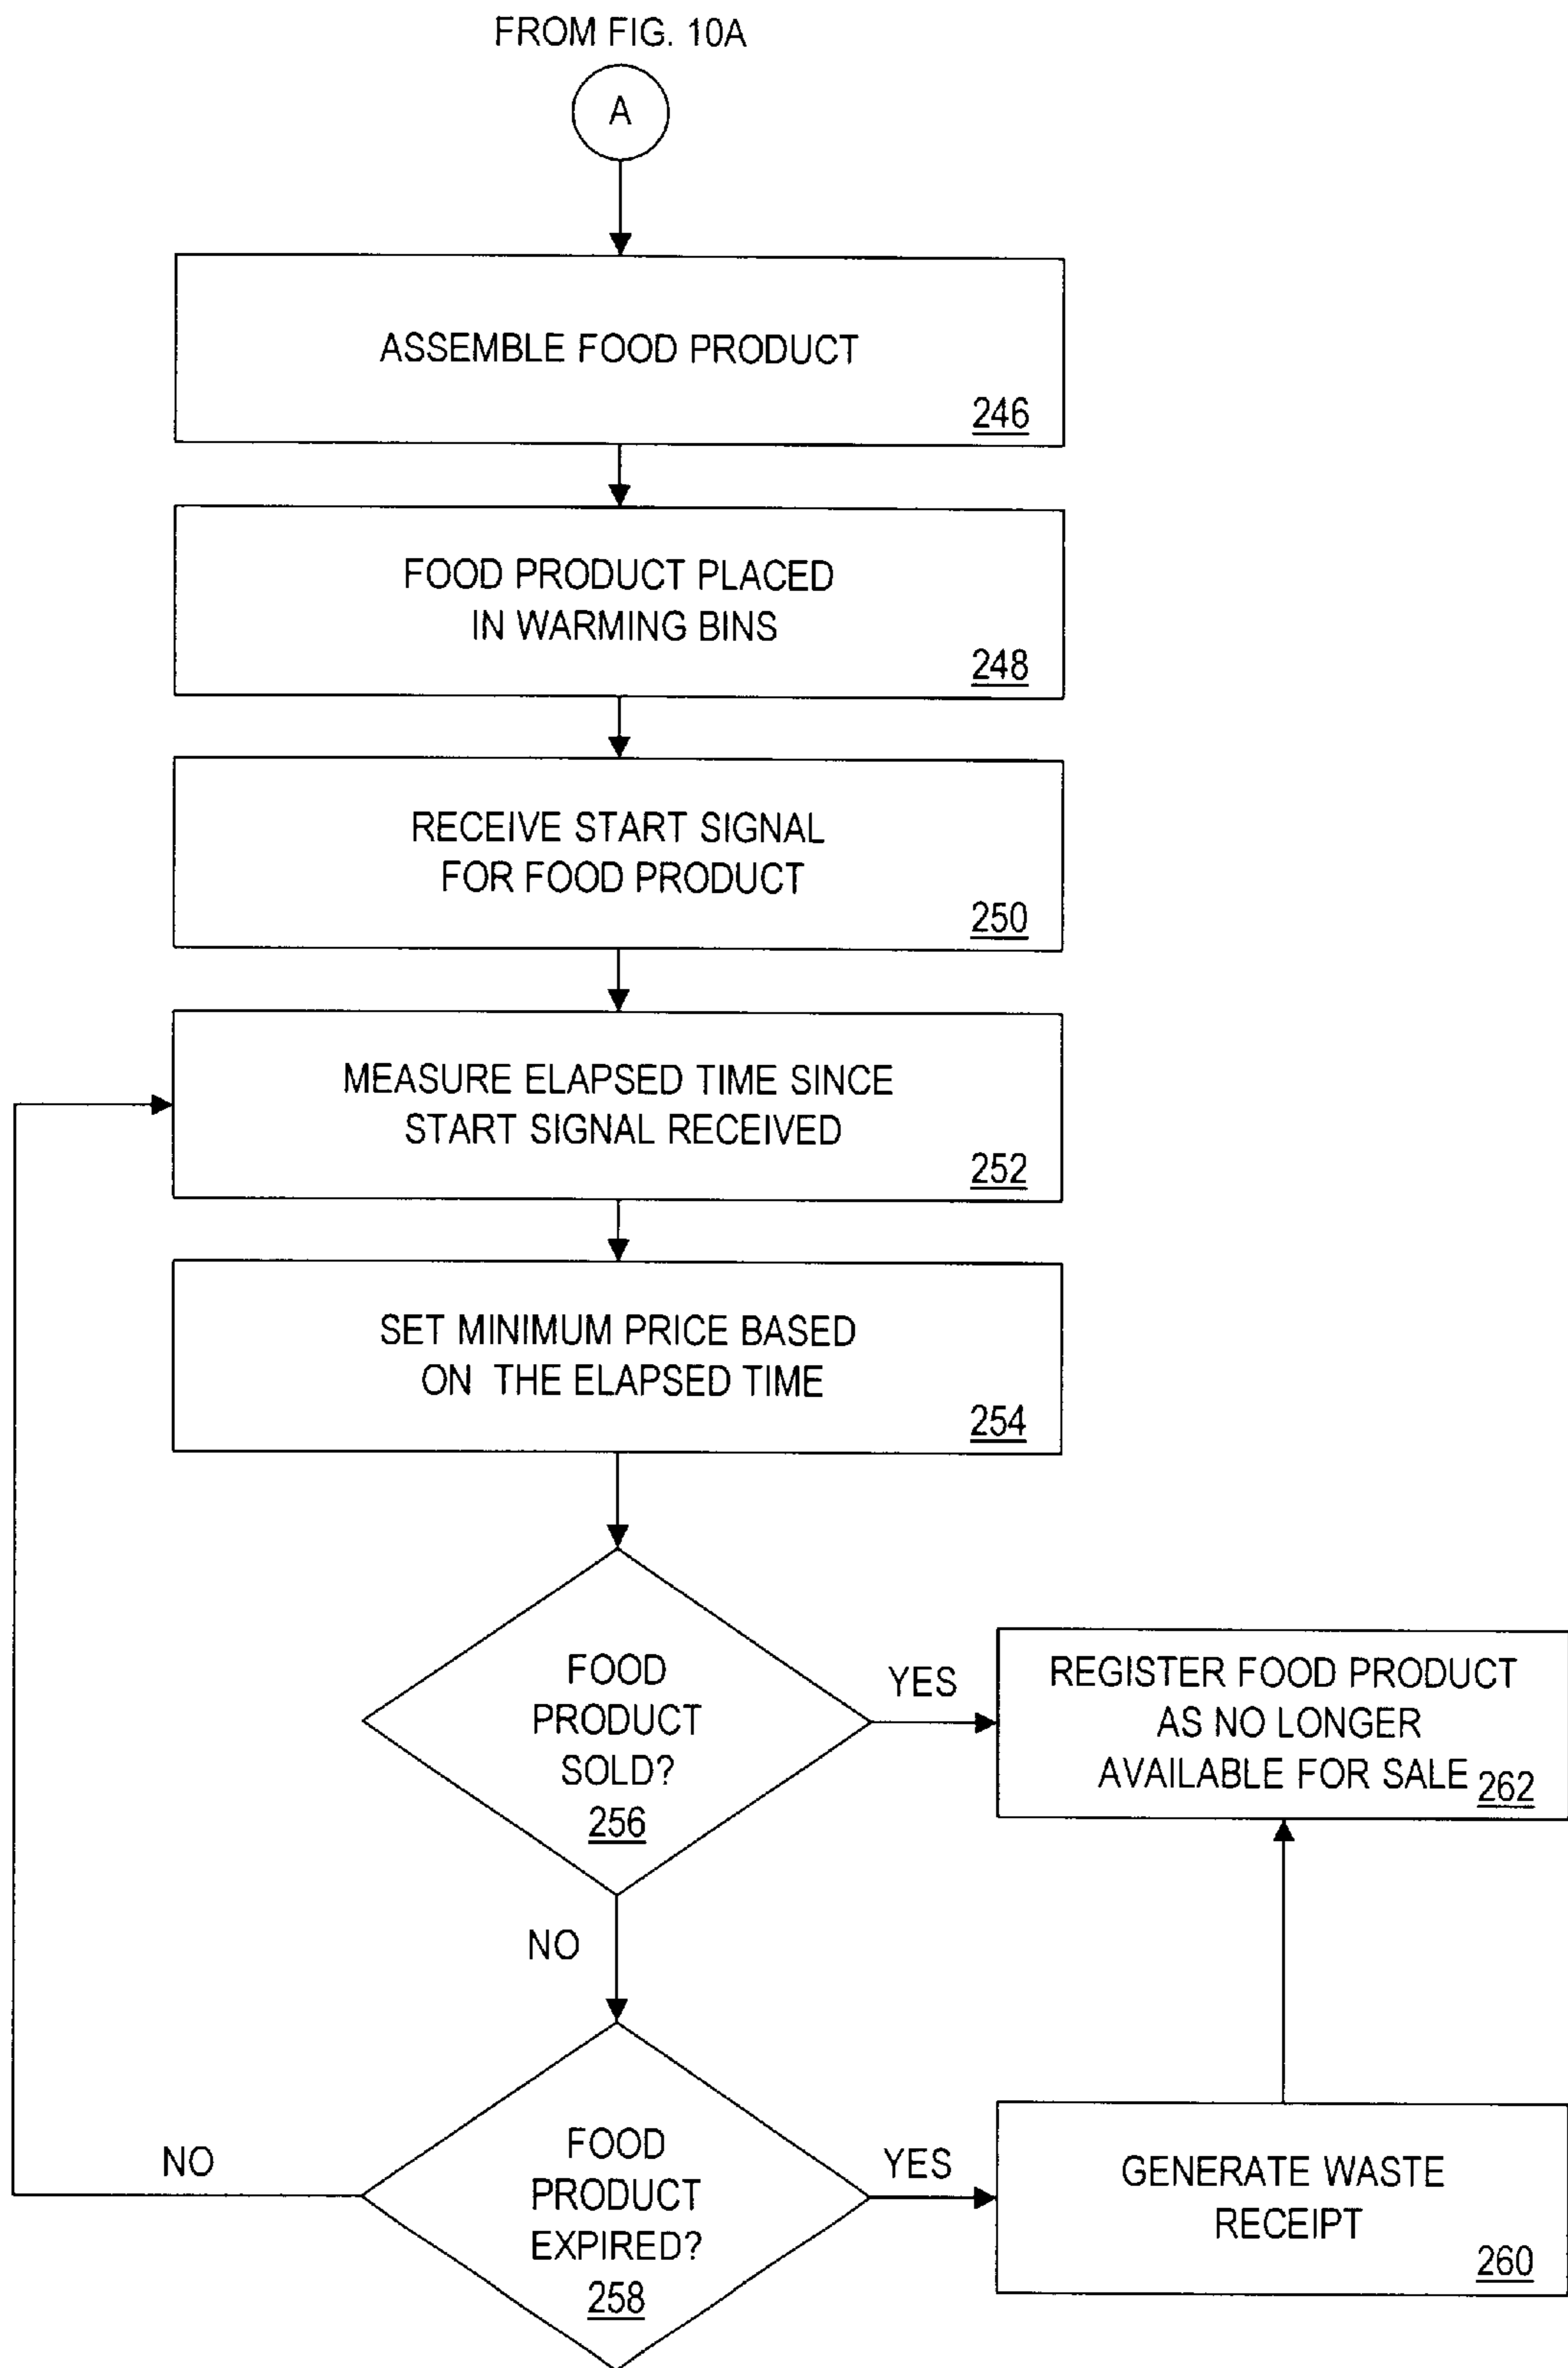 FROM FIG. 10A
A
ASSEMBLE FOOD PRODUCT
246
FOOD PRODUCT PLACED
IN WARMING BINS
248
RECEIVE START SIGNAL
FOR FOOD PRODUCT
250
MEASURE ELAPSED TIME SINCE
START SIGNAL RECEIVED
252
SET MINIMUM PRICE BASED
ON THE ELAPSED TIME
254
FOOD
PRODUCT
SOLD?
256
YES
REGISTER FOOD PRODUCT
AS NO LONGER
AVAILABLE FOR SALE
262
NO
FOOD
PRODUCT
EXPIRED?
258
NO
YES
GENERATE WASTE
RECEIPT
260